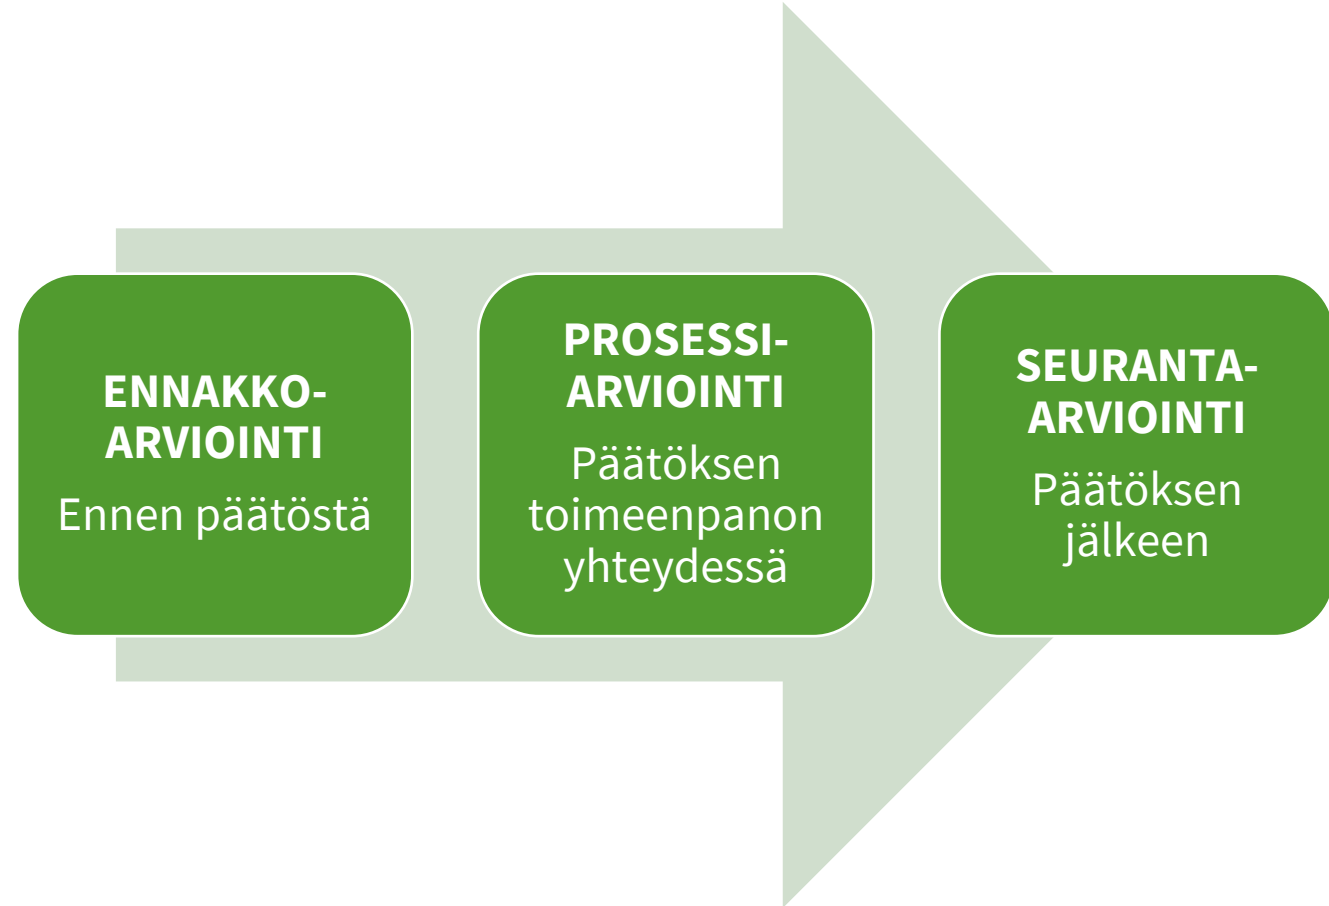 ENNAKKO-
ARVIOINTI
Ennen päätöstä
PROSESSI-
ARVIOINTI
Päätöksen
toimeenpanon
yhteydessä
SEURANTA-
ARVIOINTI
Päätöksen
jälkeen